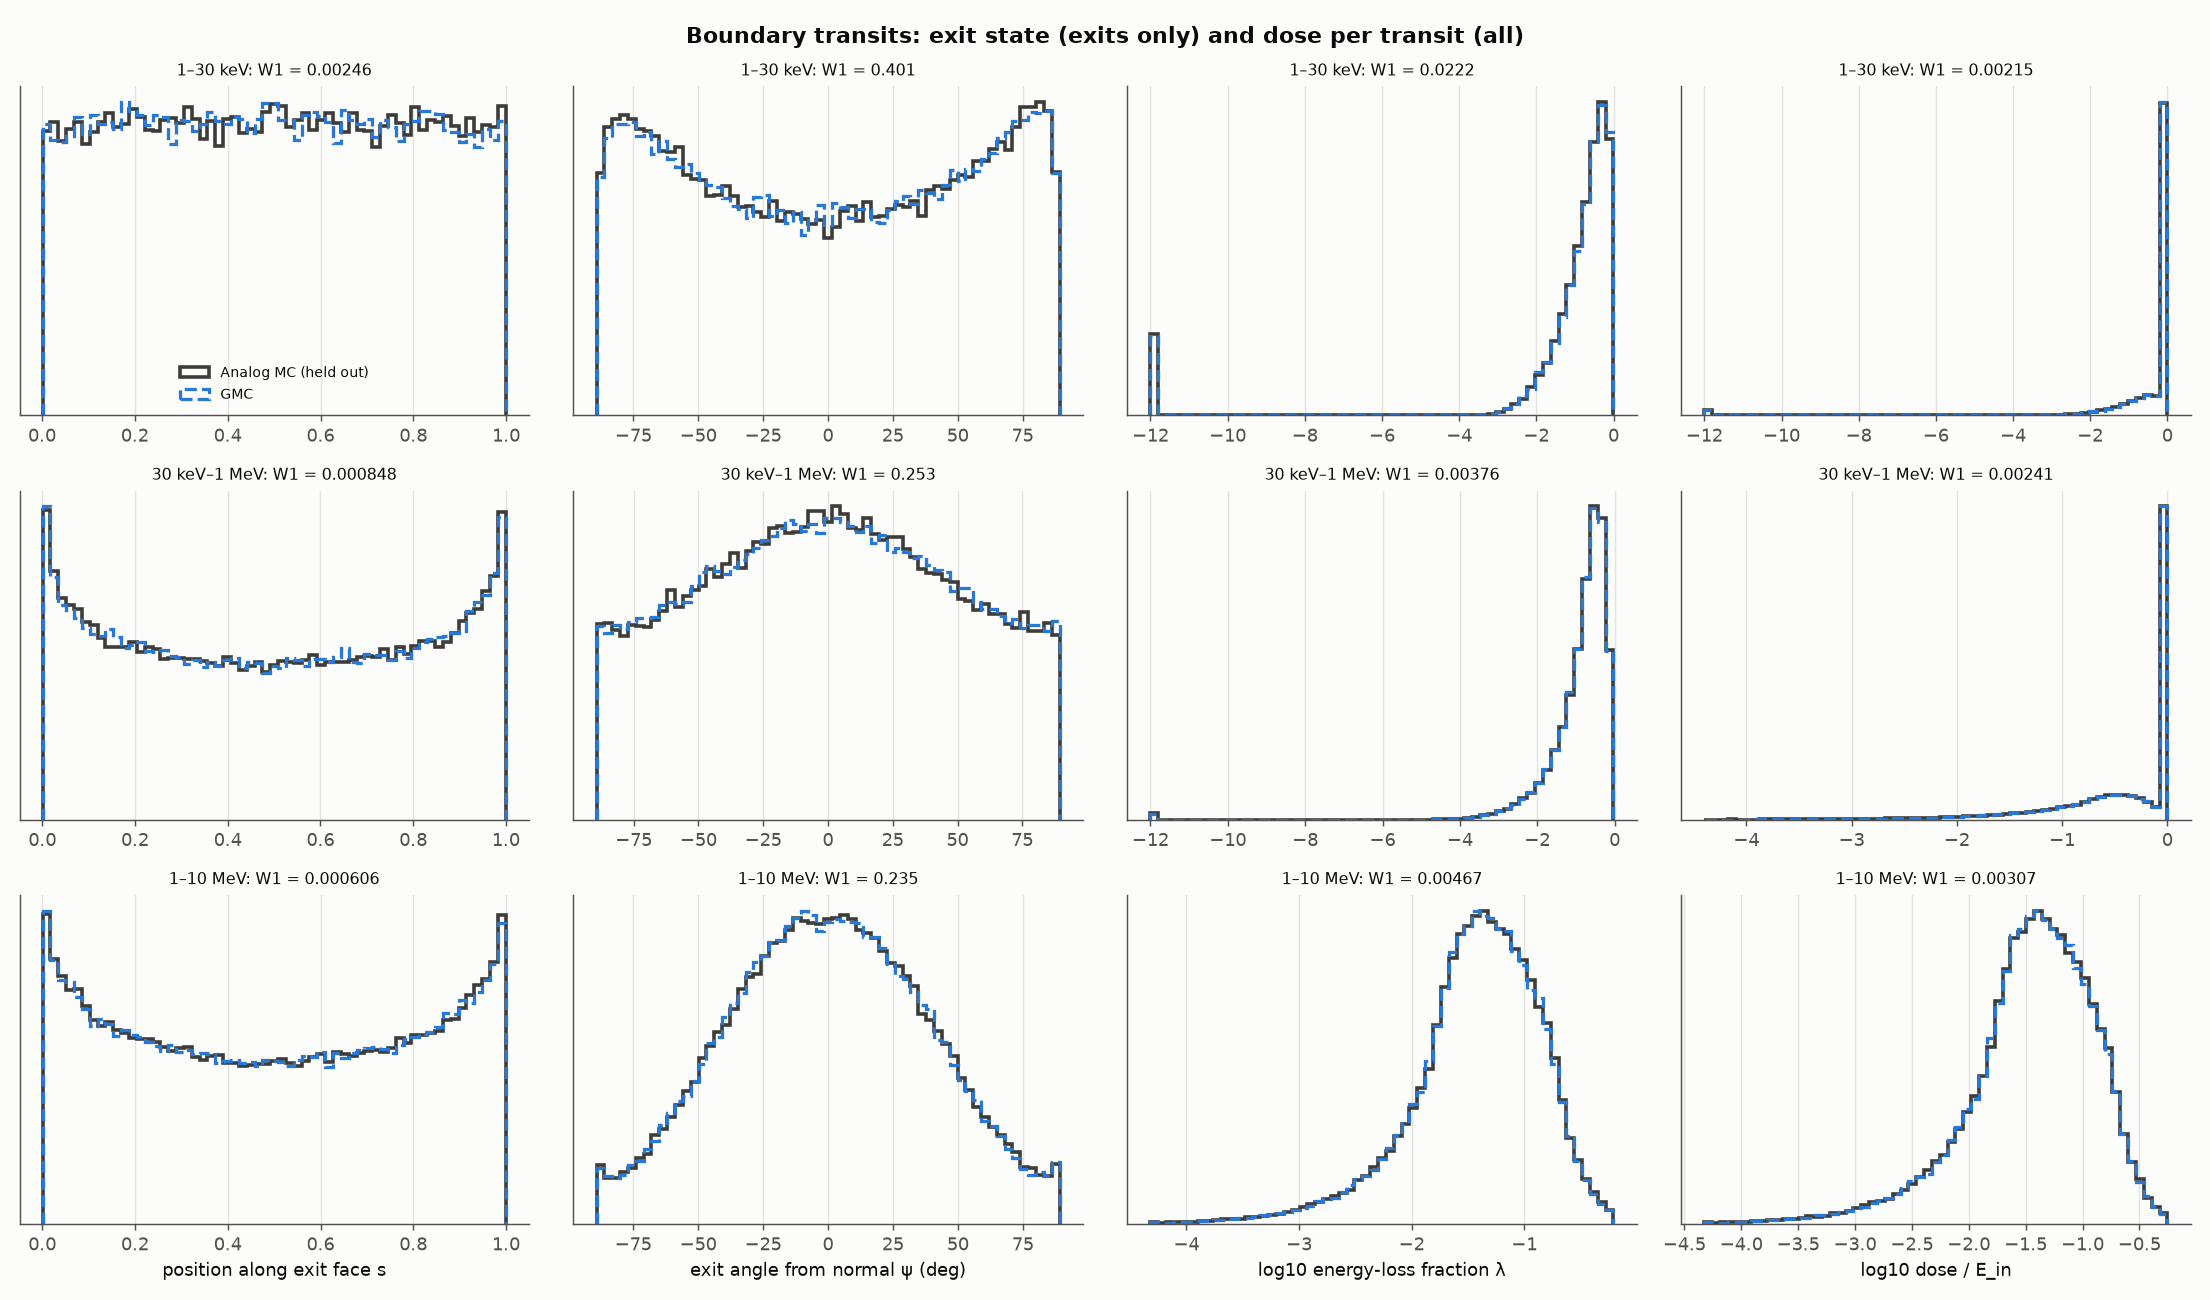 Boundary transits: exit state (exits only) and dose per transit (all)
1–30 keV: W1 = 0.00246
1–30 keV: W1 = 0.401
1–30 keV: W1 = 0.0222
1–30 keV: W1 = 0.00215
Analog MC (held out)
GMC
0.0 0.2 0.4 0.6 0.8 1.0
−75 −50 −25 0 25 50 75
−12 −10 −8 −6 −4 −2 0
−12 −10 −8 −6 −4 −2 0
30 keV–1 MeV: W1 = 0.000848
30 keV–1 MeV: W1 = 0.253
30 keV–1 MeV: W1 = 0.00376
30 keV–1 MeV: W1 = 0.00241
0.0 0.2 0.4 0.6 0.8 1.0
−75 −50 −25 0 25 50 75
−12 −10 −8 −6 −4 −2 0
−4 −3 −2 −1 0
1–10 MeV: W1 = 0.000606
1–10 MeV: W1 = 0.235
1–10 MeV: W1 = 0.00467
1–10 MeV: W1 = 0.00307
0.0 0.2 0.4 0.6 0.8 1.0
−75 −50 −25 0 25 50 75
−4 −3 −2 −1
−4.5 −4.0 −3.5 −3.0 −2.5 −2.0 −1.5 −1.0 −0.5
position along exit face s
exit angle from normal ψ (deg)
log10 energy-loss fraction λ
log10 dose / E_in